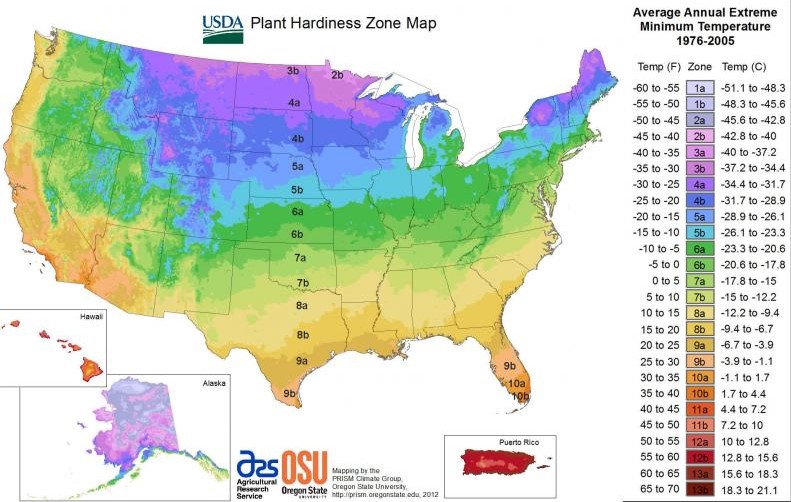 USDA
Plant Hardiness Zone Map
Average Annual Extreme
Minimum Temperature
1976-2005
Temp (F) Zone Temp (C)
-60 to -55 1a -51.1 to -48.3
-55 to -50 1b -48.3 to -45.6
-50 to -45 2a -45.6 to -42.8
-45 to -40 2b -42.8 to -40
-40 to -35 3a -40 to -37.2
-35 to -30 3b -37.2 to -34.4
-30 to -25 4a -34.4 to -31.7
-25 to -20 4b -31.7 to -28.9
-20 to -15 5a -28.9 to -26.1
-15 to -10 5b -26.1 to -23.3
-10 to -5 6a -23.3 to -20.6
-5 to 0 6b -20.6 to -17.8
0 to 5 7a -17.8 to -15
5 to 10 7b -15 to -12.2
10 to 15 8a -12.2 to -9.4
15 to 20 8b -9.4 to -6.7
20 to 25 9a -6.7 to -3.9
25 to 30 9b -3.9 to -1.1
30 to 35 10a -1.1 to 1.7
35 to 40 10b 1.7 to 4.4
40 to 45 11a 4.4 to 7.2
45 to 50 11b 7.2 to 10
50 to 55 12a 10 to 12.8
55 to 60 12b 12.8 to 15.6
60 to 65 13a 15.6 to 18.3
65 to 70 13b 18.3 to 21.1
3b
2b
4a
4b
5a
5b
6a
6b
7a
7b
8a
8b
9a
9b
9b
10a
10b
Hawaii
Alaska
Puerto Rico
ars
Agricultural
Research
Service
OSU
Oregon State
University
Mapping by the
PRISM Climate Group,
Oregon State University,
http://prism.oregonstate.edu, 2012